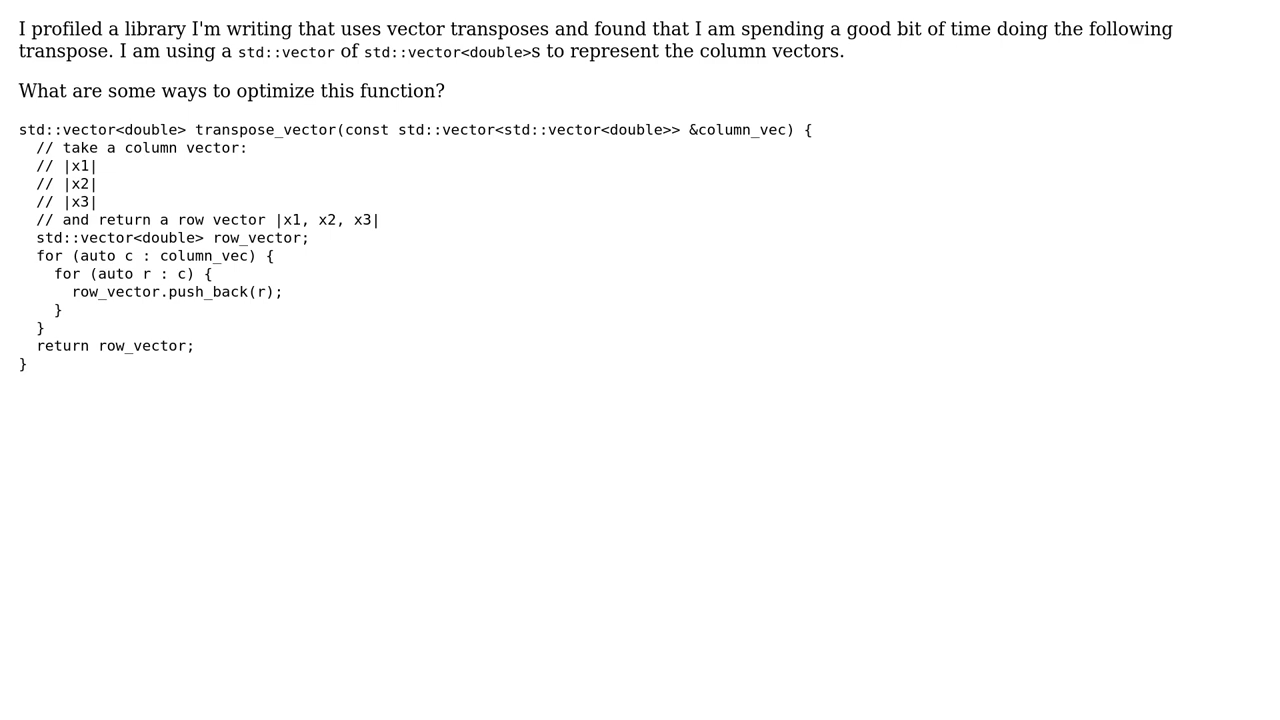 I profiled a library I'm writing that uses vector transposes and found that I am spending a good bit of time doing the following
transpose. I am using a std::vector of std::vector<double>s to represent the column vectors.
What are some ways to optimize this function?
std::vector<double> transpose_vector(const std::vector<std::vector<double>> &column_vec) {
  // take a column vector:
  // |x1|
  // |x2|
  // |x3|
  // and return a row vector |x1, x2, x3|
  std::vector<double> row_vector;
  for (auto c : column_vec) {
    for (auto r : c) {
      row_vector.push_back(r);
    }
  }
  return row_vector;
}